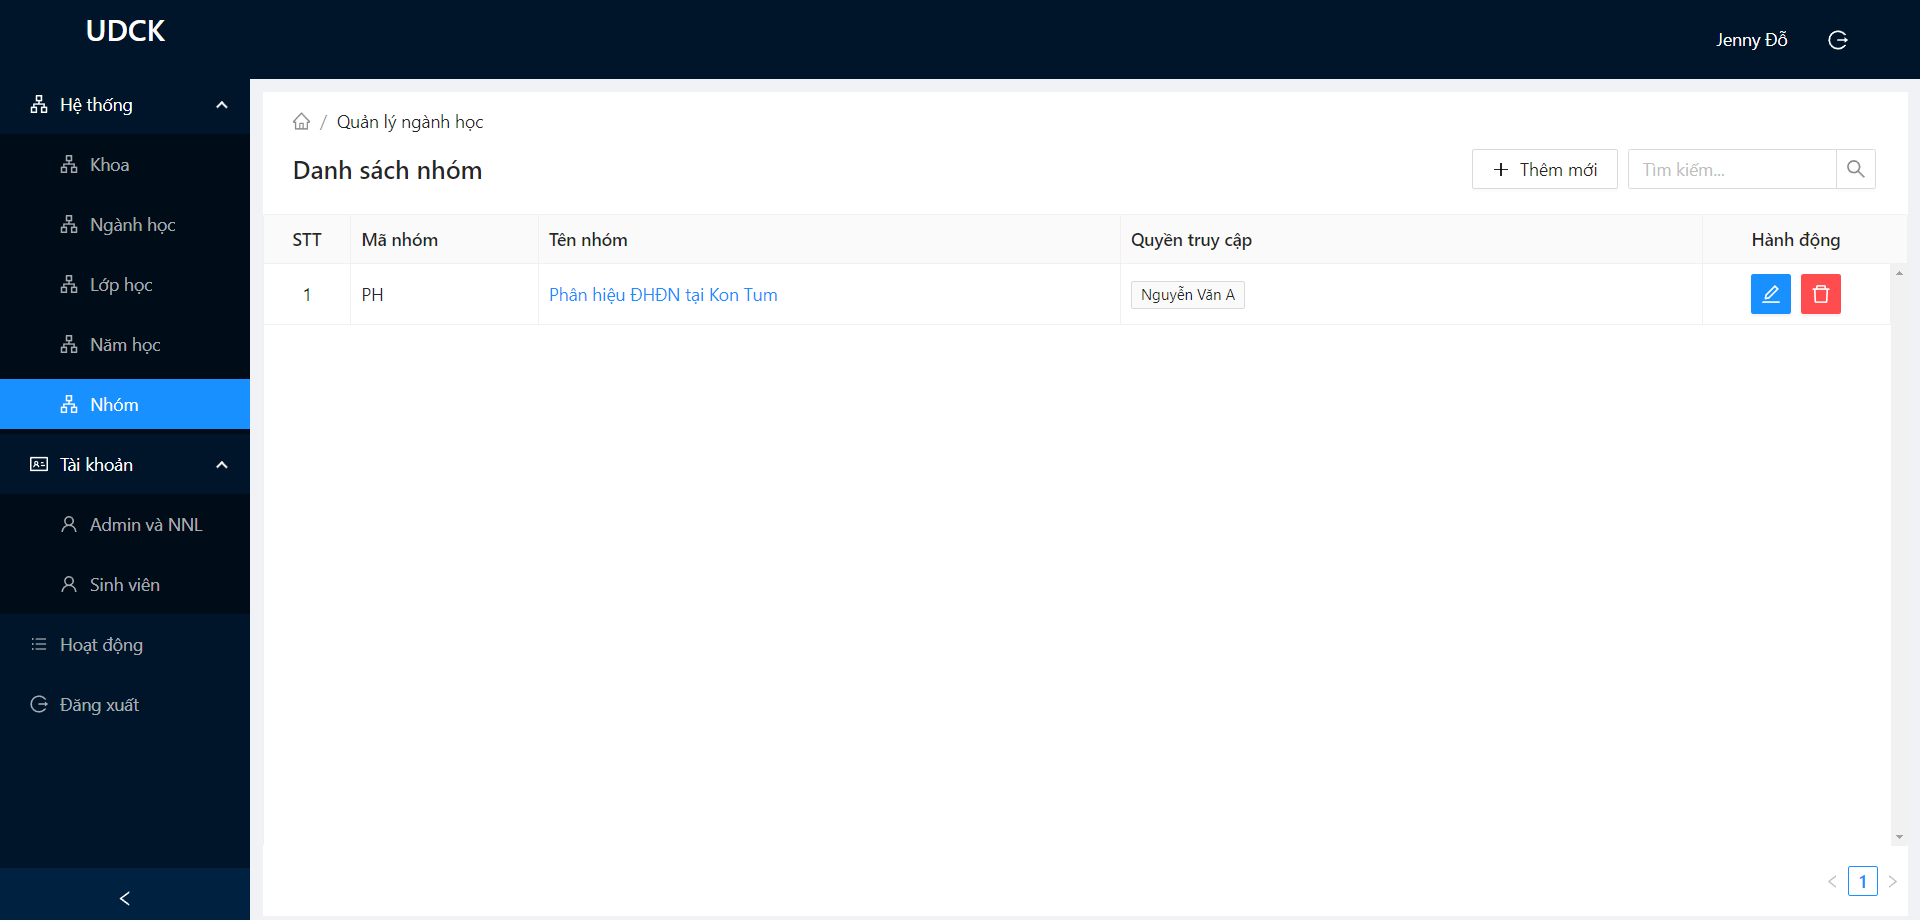 UDCK
Jenny Đỗ
Hệ thống
Khoa
Ngành học
Lớp học
Năm học
Nhóm
Tài khoản
Admin và NNL
Sinh viên
Hoạt động
Đăng xuất
/ Quản lý ngành học
Danh sách nhóm
Thêm mới
Tìm kiếm...
STT Mã nhóm Tên nhóm Quyền truy cập Hành động
1 PH Phân hiệu ĐHĐN tại Kon Tum Nguyễn Văn A
1